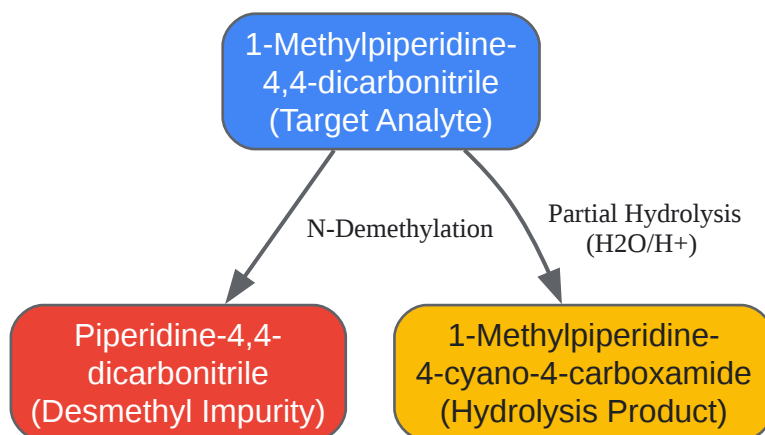 1-Methylpiperidine-
4,4-dicarbonitrile
(Target Analyte)
N-Demethylation
Partial Hydrolysis
(H2O/H+)
Piperidine-4,4-
dicarbonitrile
(Desmethyl Impurity)
1-Methylpiperidine-
4-cyano-4-carboxamide
(Hydrolysis Product)